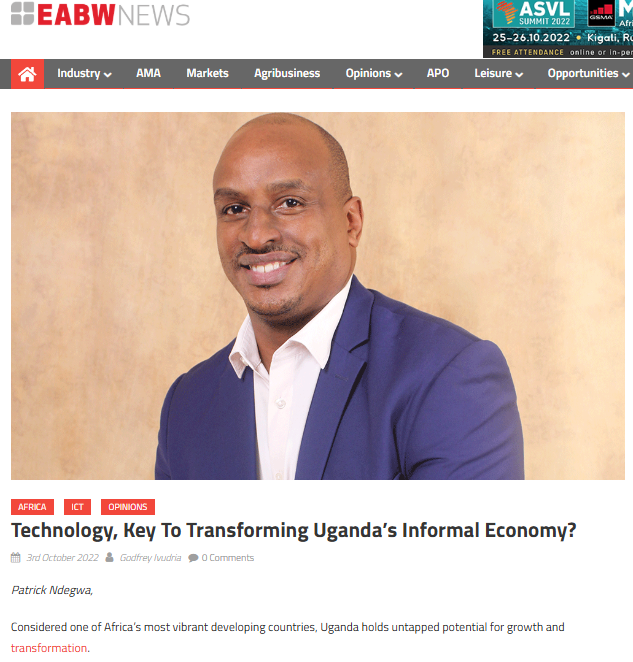 EABWNEWS
ASVL
SUMMIT 2022
GSMA
25-26.10.2022 • Kigali, Ru
FREE ATTENDANCE online or in-per
Industry
AMA
Markets
Agribusiness
Opinions
APO
Leisure
Opportunities
AFRICA
ICT
OPINIONS
Technology, Key To Transforming Uganda's Informal Economy?
3rd October 2022 Godfrey Ivudria 0 Comments
Patrick Ndegwa,
Considered one of Africa's most vibrant developing countries, Uganda holds untapped potential for growth and
transformation.